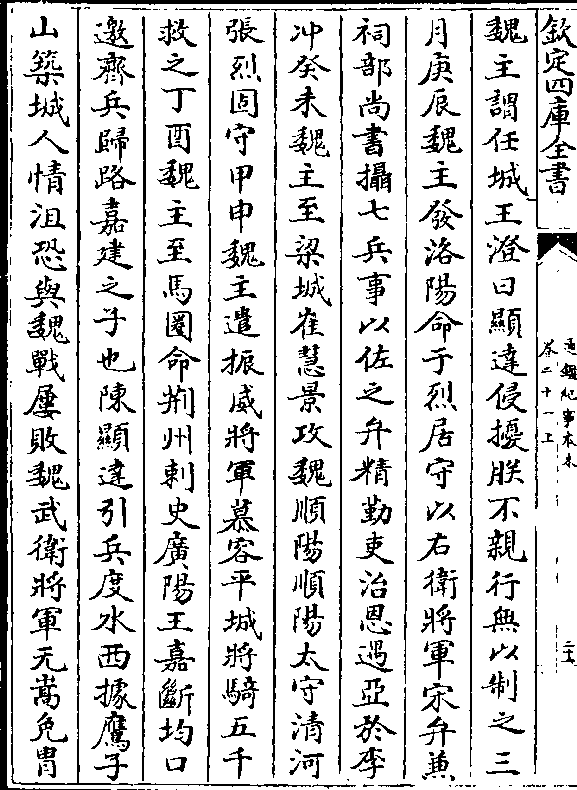 欽定四庫全書
通鑑紀事本末
卷二十一上
魏主謂任城王澄曰顯達侵擾朕不親行無以制之三
月庚辰魏主發洛陽命于烈居守以右衛將軍宋弁兼
祠部尚書攝七兵事以佐之弁精勤吏治恩遇亞於李
冲癸未魏主至梁城崔慧景攻魏順陽順陽太守清河
張烈固守甲申魏主遣振威將軍慕容平城將騎五千
救之丁酉魏主至馬圈命荆州刺史廣陽王嘉斷均口
邀齊兵歸路嘉建之子也陳顯達引兵度水西據鷹子
山築城人情沮恐與魏戰屢敗魏武衛將軍元嵩免胄